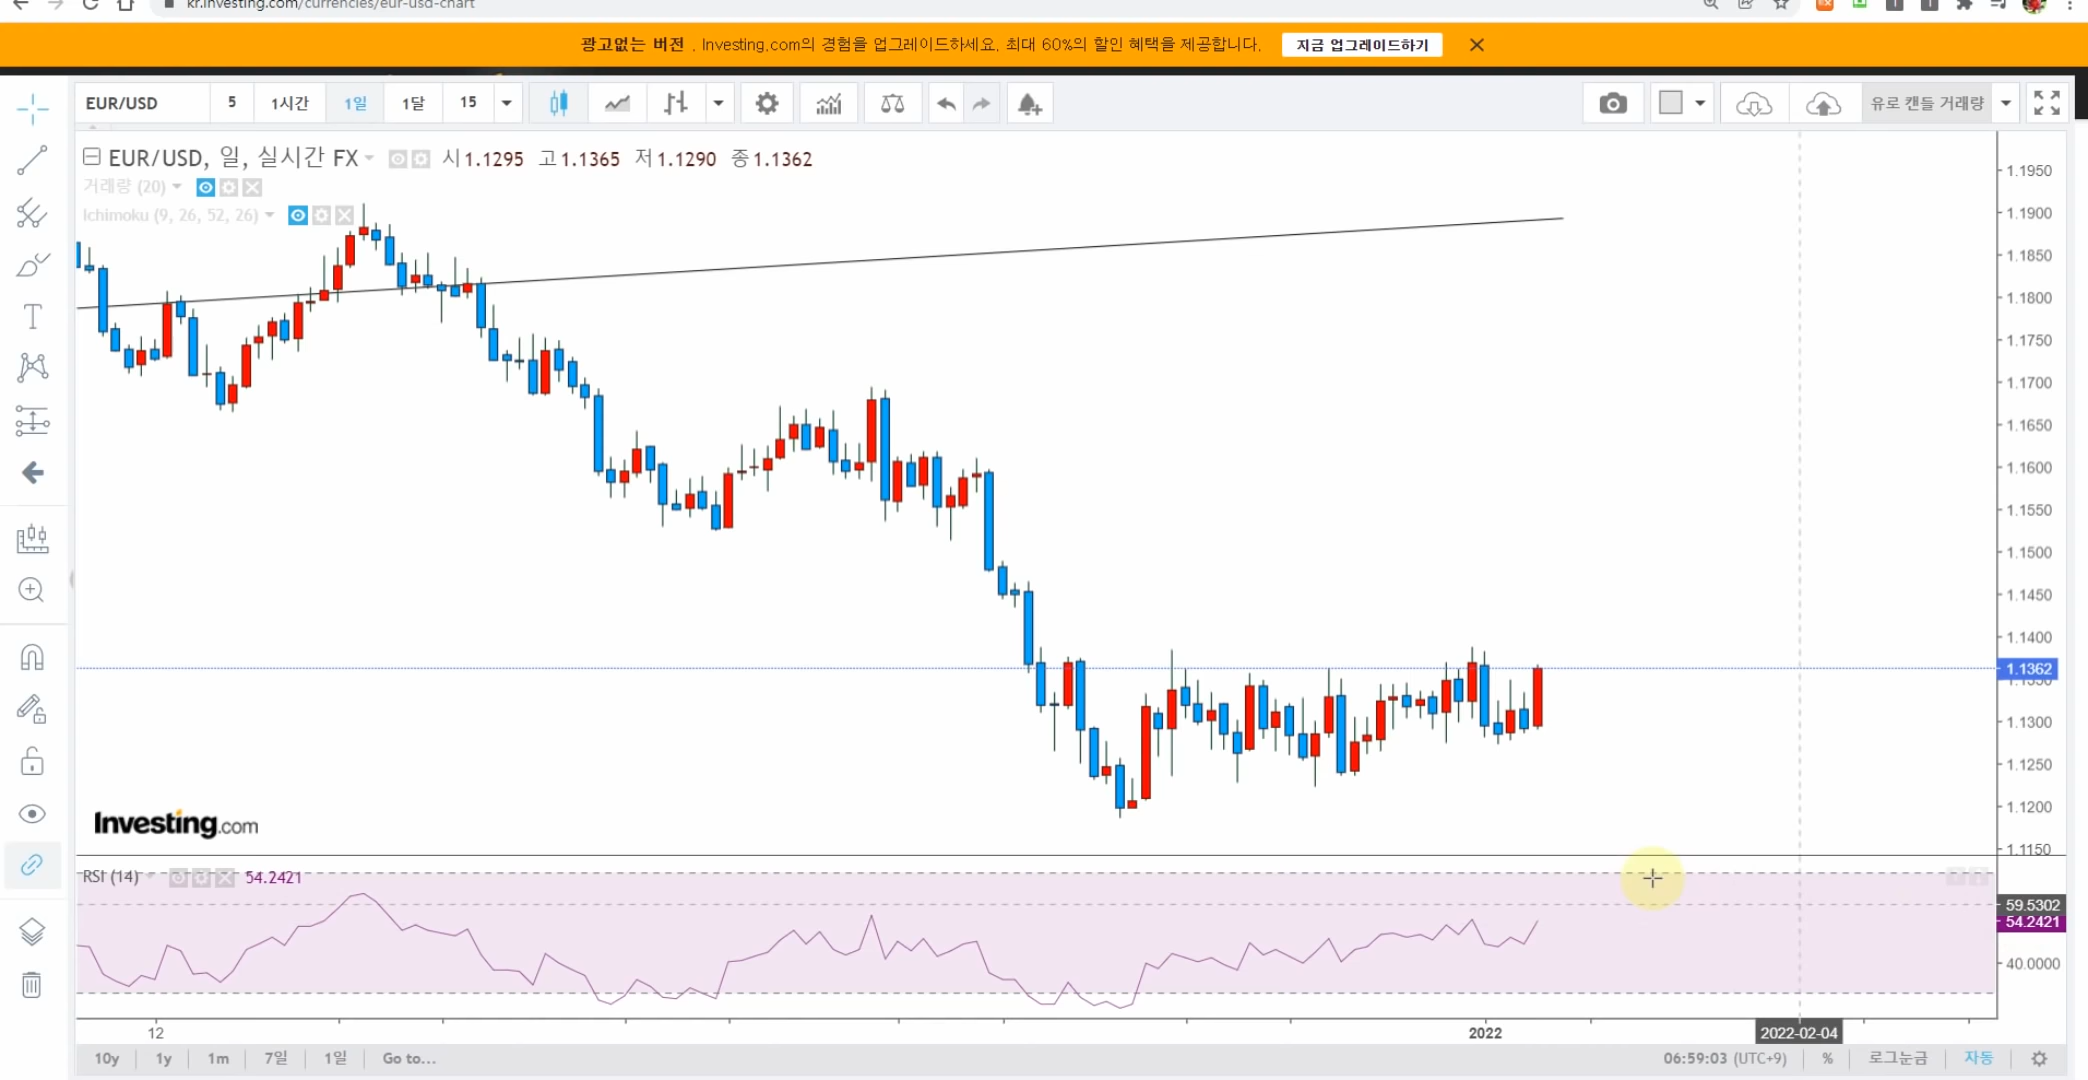 kr.investing.com/currencies/eur-usd-chart
광고없는 버전 . Investing.com의 경험을 업그레이드하세요. 최대 60%의 할인 혜택을 제공합니다. 지금 업그레이드하기
EUR/USD 5 1시간 1일 1달 15 유로 캔들 거래량
EUR/USD, 일, 실시간 FX 시1.1295 고1.1365 저1.1290 종1.1362
거래량 (20)
Ichimoku (9, 26, 52, 26)
1.1950
1.1900
1.1850
1.1800
1.1750
1.1700
1.1650
1.1600
1.1550
1.1500
1.1450
1.1400
1.1362
1.1350
1.1300
1.1250
1.1200
1.1150
Investing.com
RSI (14) 54.2421
59.5302
54.2421
40.0000
12 2022 2022-02-04
10y 1y 1m 7일 1일 Go to... 06:59:03 (UTC+9) % 로그눈금 자동